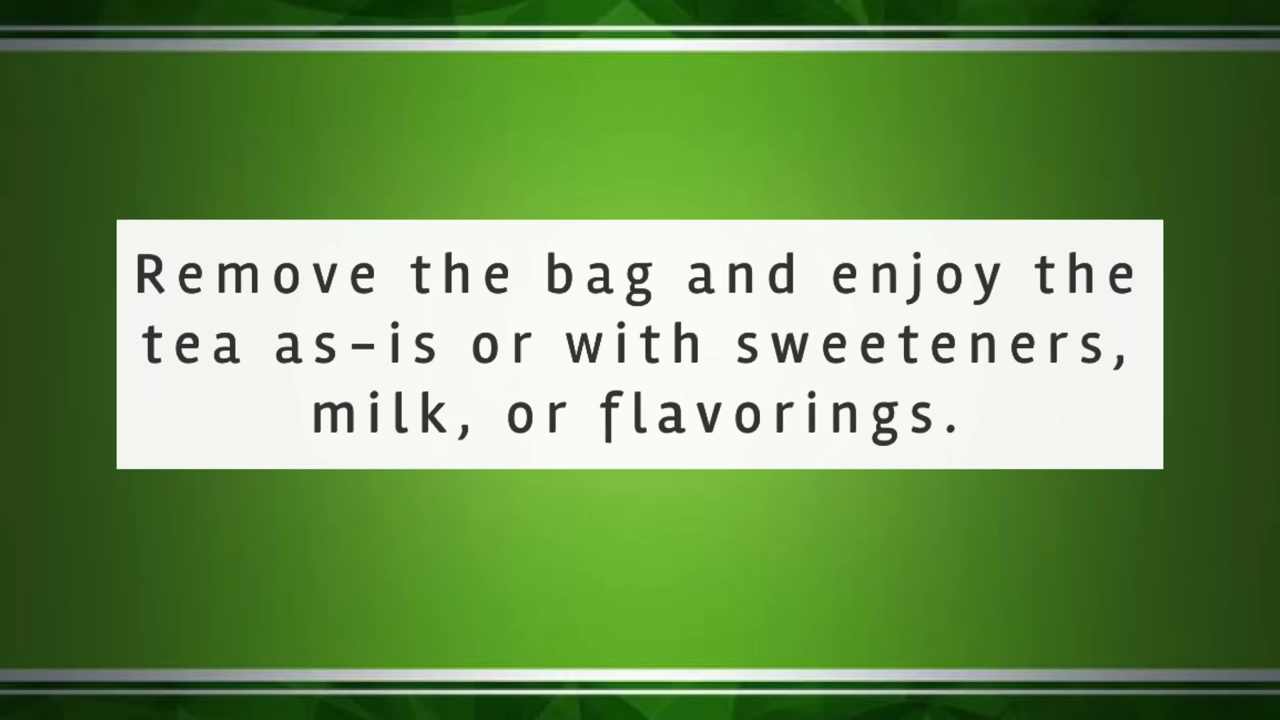 Remove the bag and enjoy the
tea as-is or with sweeteners,
milk, or flavorings.